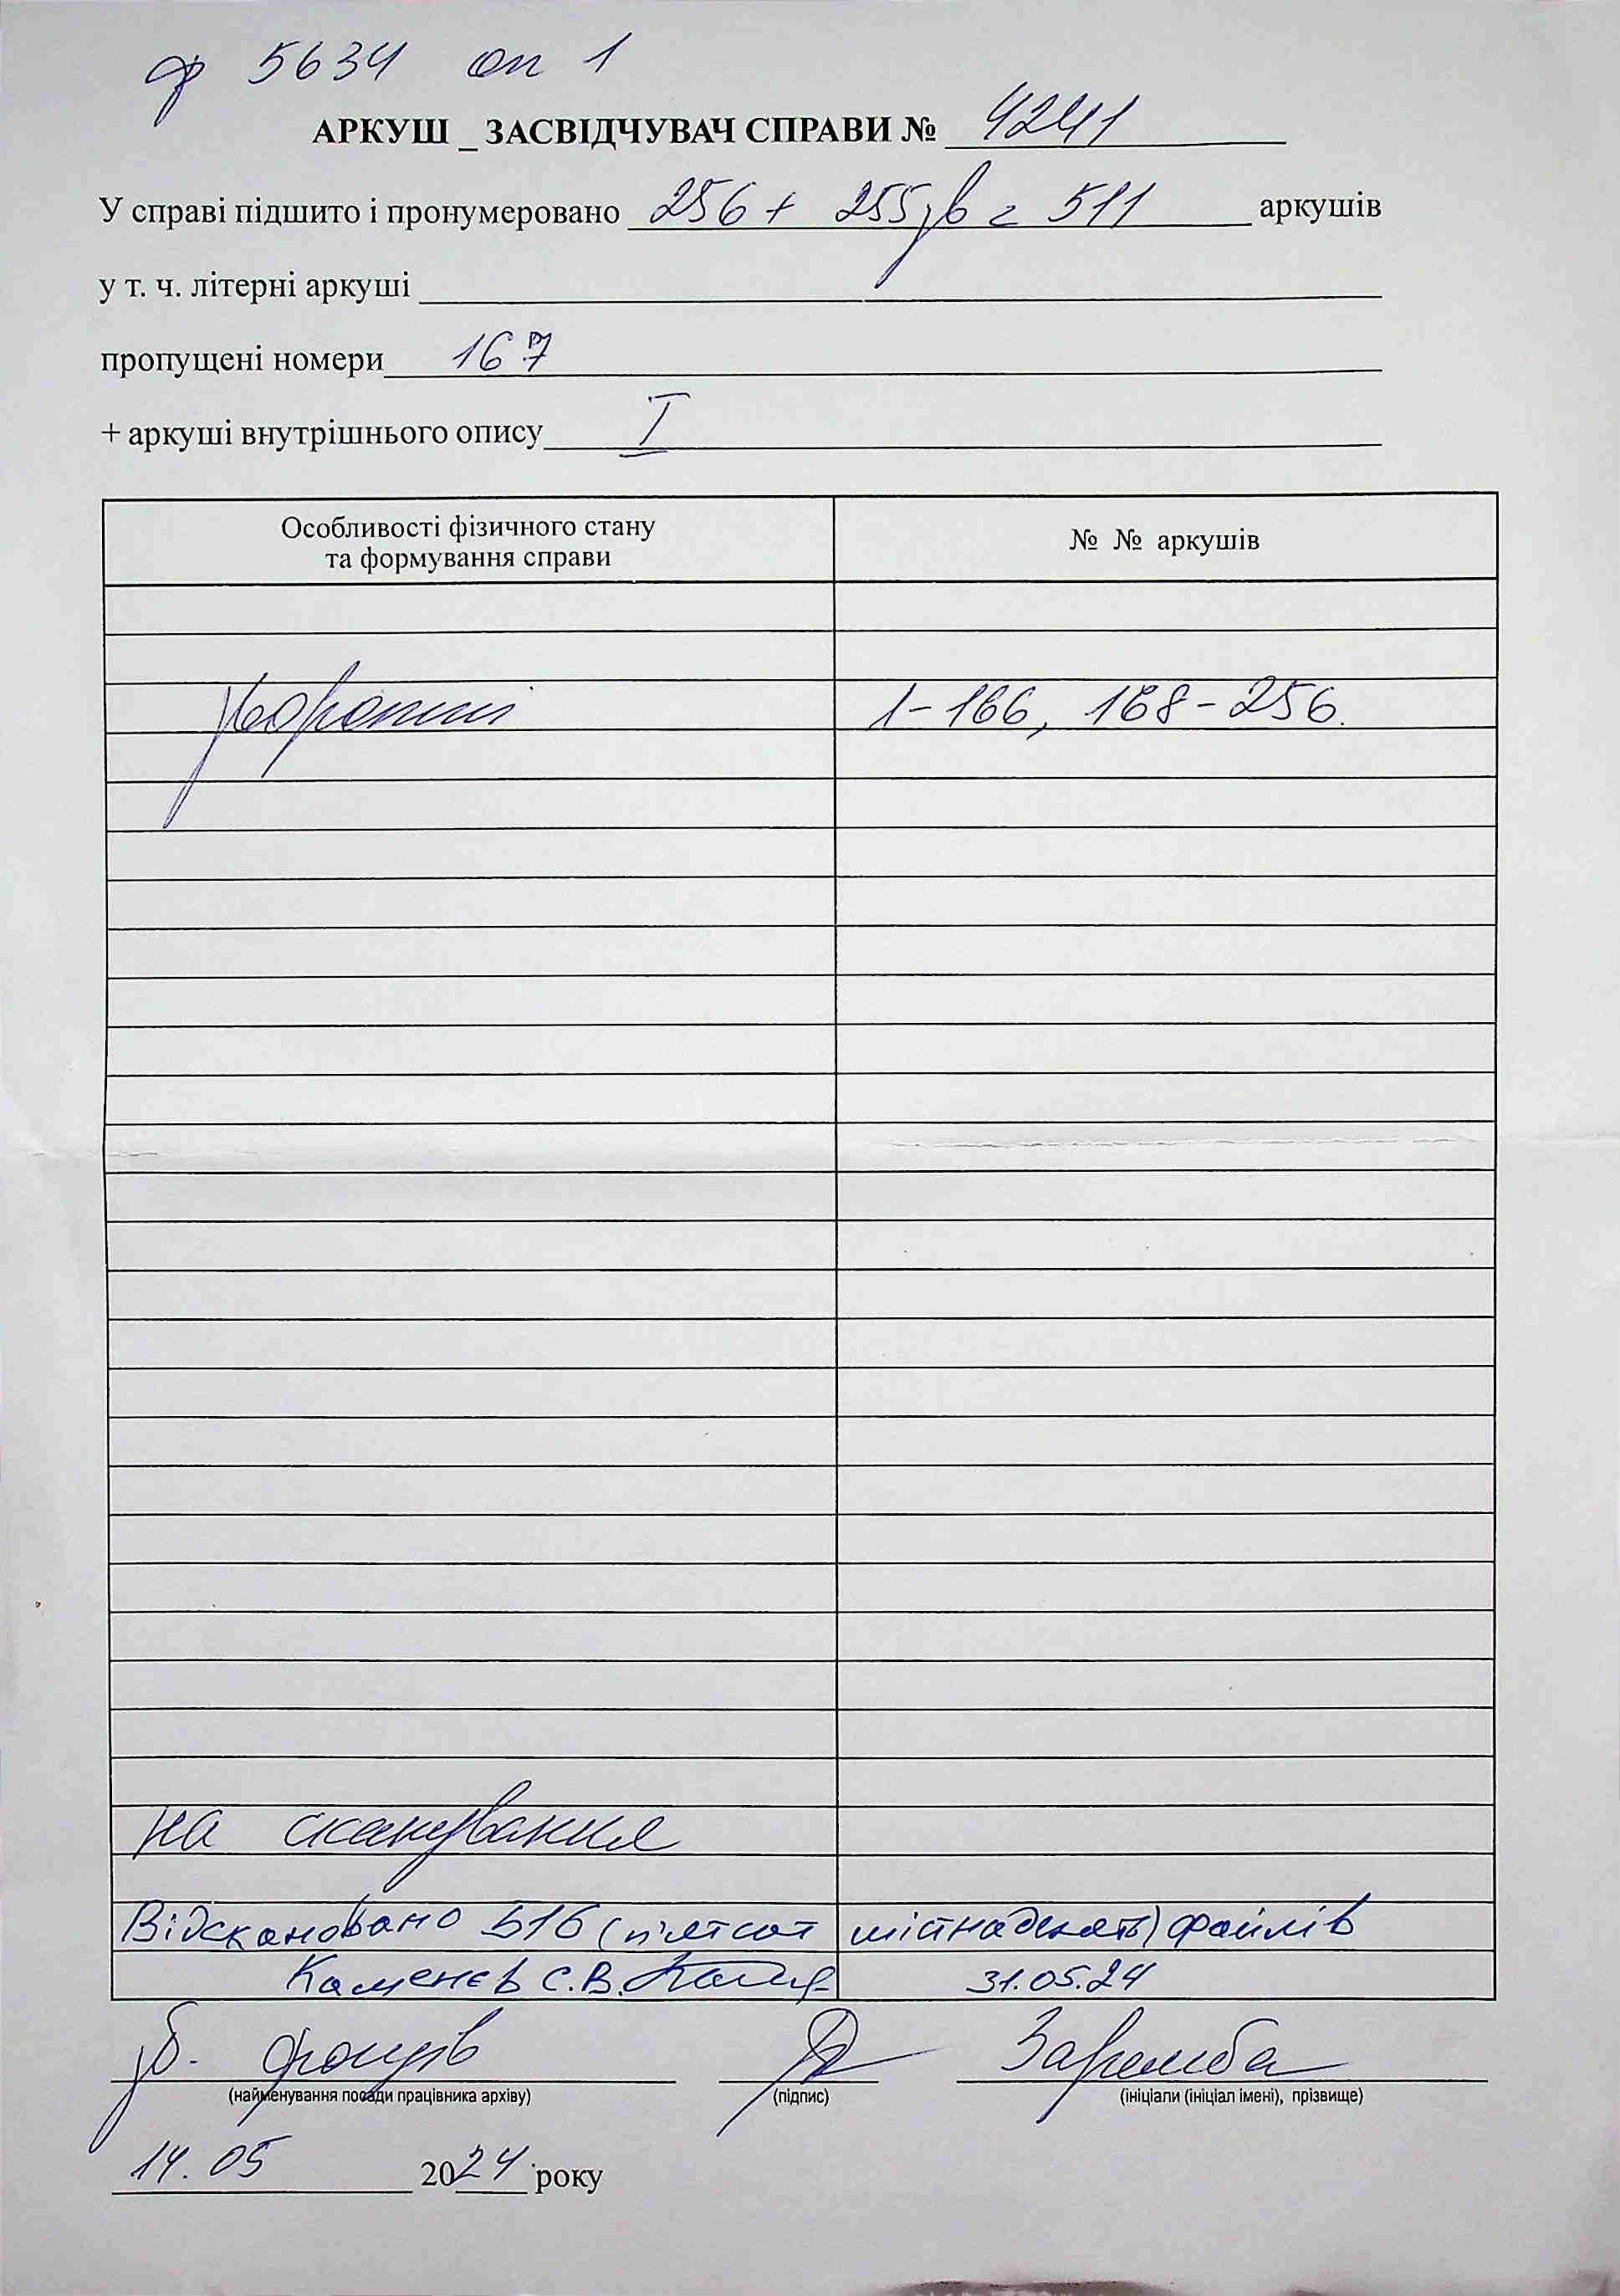 ф 5634 оп 1
АРКУШ _ ЗАСВІДЧУВАЧ СПРАВИ № 4241
У справі підшито і пронумеровано 256 + 255зв = 511 аркушів
у т. ч. літерні аркуші
пропущені номери 167
+ аркуші внутрішнього опису I
Особливості фізичного стану та формування справи
№ № аркушів
1-166, 168-256.
на сканування
Відскановано 516 (п'ятсот шістнадцять) файлів
Каменєв С.В. 31.05.24
фондів Заремба
(найменування посади працівника архіву) (підпис) (ініціали (ініціал імені), прізвище)
14.05 2024 року